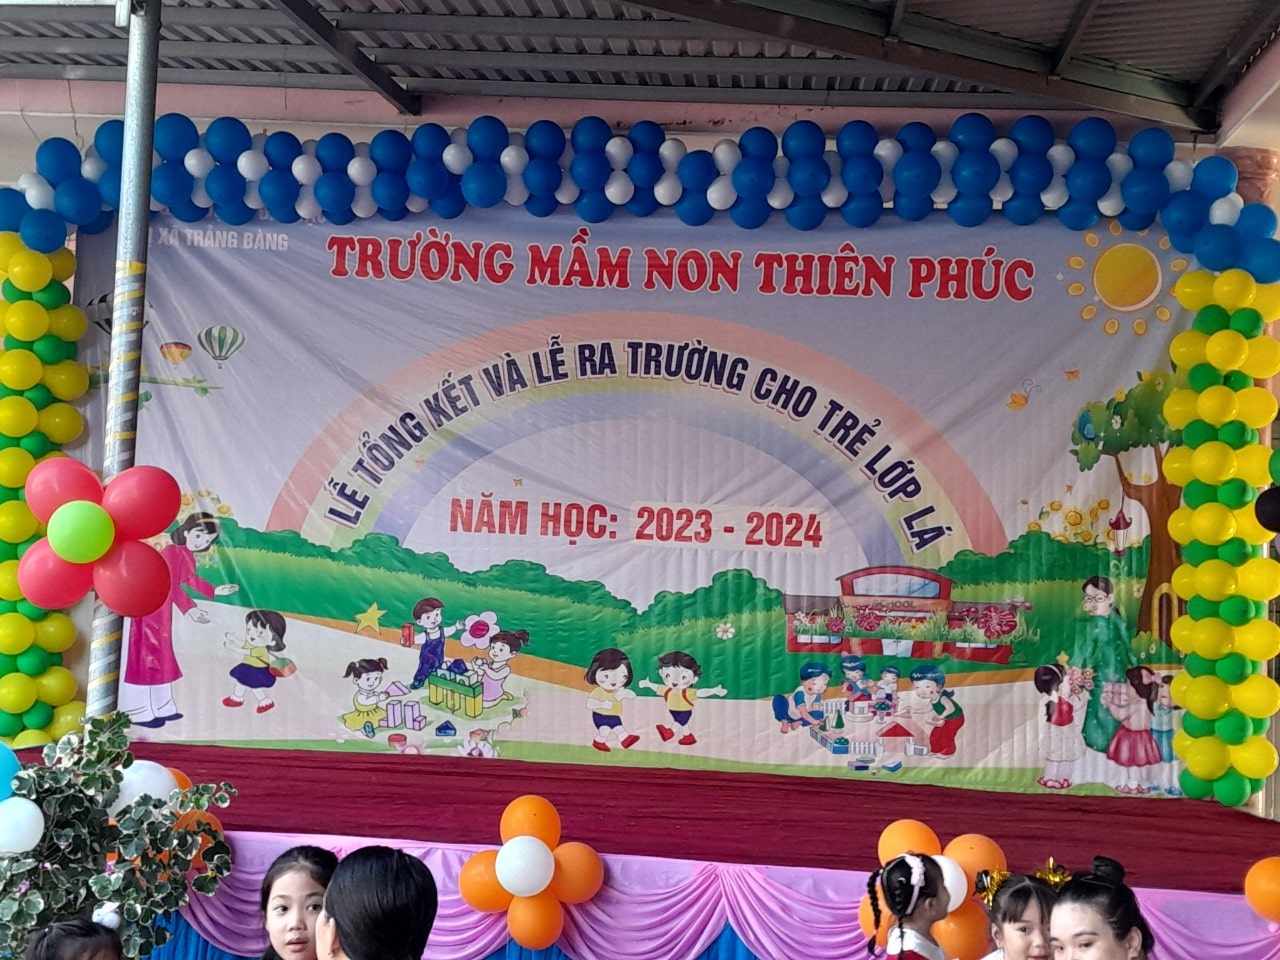 XÃ TRẢNG BÀNG
TRƯỜNG MẦM NON THIÊN PHÚC
LỄ TỔNG KẾT VÀ LỄ RA TRƯỜNG CHO TRẺ LỚP LÁ
NĂM HỌC: 2023 - 2024
SCHOOL